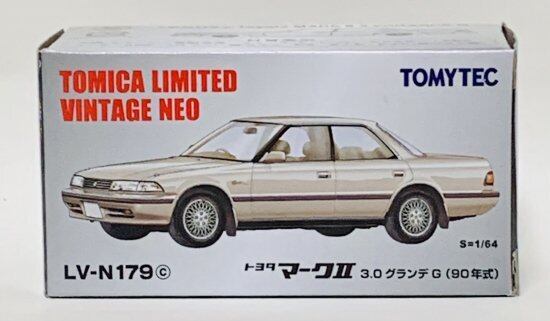 TOMICA LIMITED
VINTAGE NEO
TOMYTEC
S=1/64
LV-N179ⓒ
トヨタ マークⅡ 3.0 グランデ G (90年式)